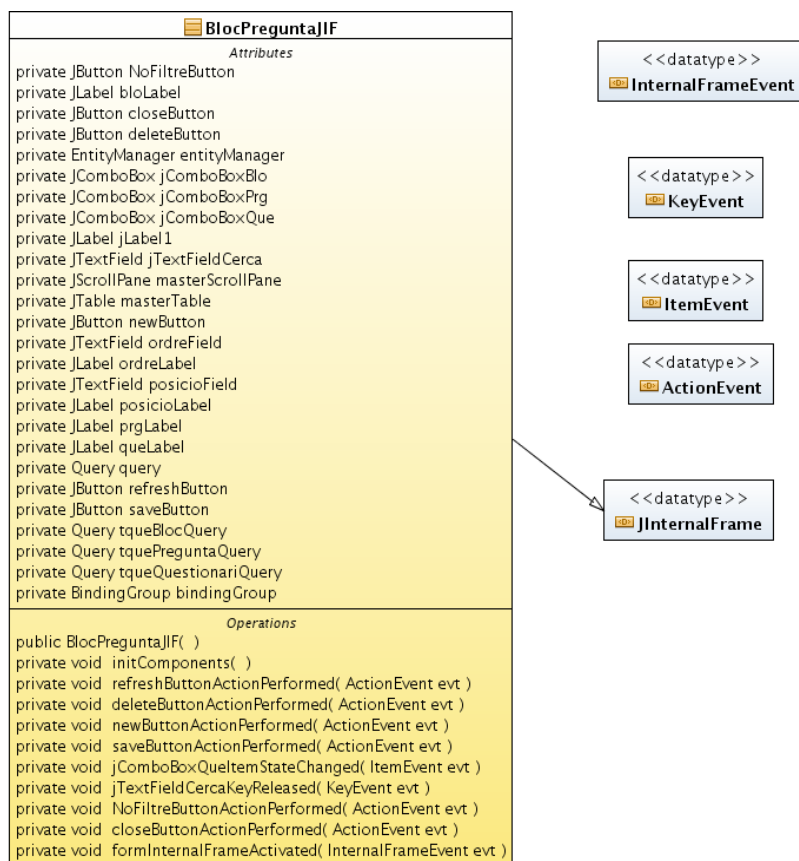 BlocPreguntaJIF
Attributes
private JButton NoFiltreButton
private JLabel bloLabel
private JButton closeButton
private JButton deleteButton
private EntityManager entityManager
private JComboBox jComboBoxBlo
private JComboBox jComboBoxPrg
private JComboBox jComboBoxQue
private JLabel jLabel1
private JTextField jTextFieldCerca
private JScrollPane masterScrollPane
private JTable masterTable
private JButton newButton
private JTextField ordreField
private JLabel ordreLabel
private JTextField posicioField
private JLabel posicioLabel
private JLabel prgLabel
private JLabel queLabel
private Query query
private JButton refreshButton
private JButton saveButton
private Query tqueBlocQuery
private Query tquePreguntaQuery
private Query tqueQuestionariQuery
private BindingGroup bindingGroup
Operations
public BlocPreguntaJIF( )
private void initComponents( )
private void refreshButtonActionPerformed( ActionEvent evt )
private void deleteButtonActionPerformed( ActionEvent evt )
private void newButtonActionPerformed( ActionEvent evt )
private void saveButtonActionPerformed( ActionEvent evt )
private void jComboBoxQueItemStateChanged( ItemEvent evt )
private void jTextFieldCercaKeyReleased( KeyEvent evt )
private void NoFiltreButtonActionPerformed( ActionEvent evt )
private void closeButtonActionPerformed( ActionEvent evt )
private void formInternalFrameActivated( InternalFrameEvent evt )
<<datatype>>
InternalFrameEvent
<<datatype>>
KeyEvent
<<datatype>>
ItemEvent
<<datatype>>
ActionEvent
<<datatype>>
JInternalFrame